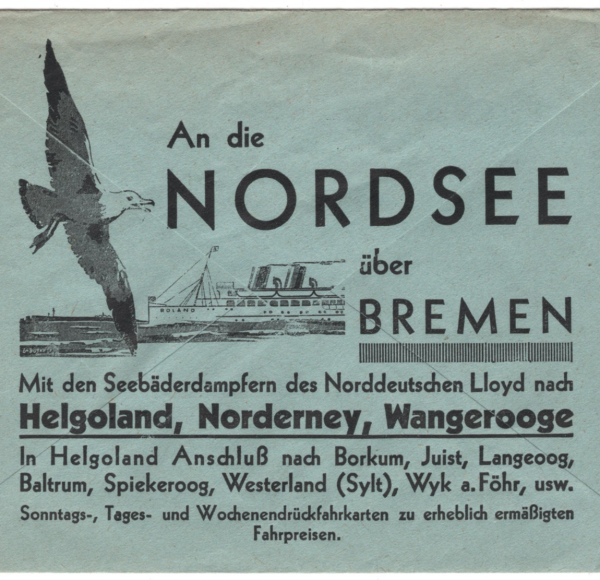 An die
NORDSEE
über
BREMEN
ROLAND
Mit den Seebäderdampfern des Norddeutschen Lloyd nach
Helgoland, Norderney, Wangerooge
In Helgoland Anschluß nach Borkum, Juist, Langeoog,
Baltrum, Spiekeroog, Westerland (Sylt), Wyk a. Föhr, usw.
Sonntags-, Tages- und Wochenendrückfahrkarten zu erheblich ermäßigten
Fahrpreisen.